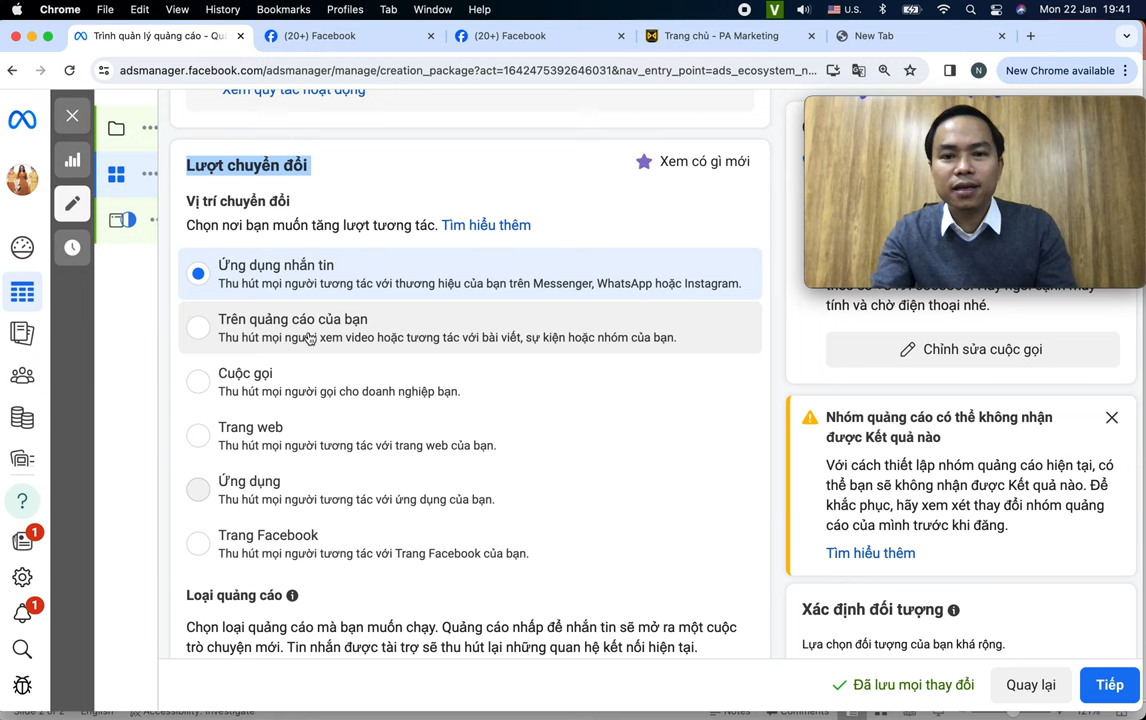 Chrome File Edit View History Bookmarks Profiles Tab Window Help V U.S. Mon 22 Jan 19:41
Trình quản lý quảng cáo - Qu (20+) Facebook (20+) Facebook Trang chủ - PA Marketing New Tab
adsmanager.facebook.com/adsmanager/manage/creation_package?act=1642475392646031&nav_entry_point=ads_ecosystem_n... N New Chrome available
Xem quy tắc hoạt động
Lượt chuyển đổi Xem có gì mới
Vị trí chuyển đổi
Chọn nơi bạn muốn tăng lượt tương tác. Tìm hiểu thêm
Ứng dụng nhắn tin
Thu hút mọi người tương tác với thương hiệu của bạn trên Messenger, WhatsApp hoặc Instagram.
Trên quảng cáo của bạn
Thu hút mọi người xem video hoặc tương tác với bài viết, sự kiện hoặc nhóm của bạn.
Cuộc gọi
Thu hút mọi người gọi cho doanh nghiệp bạn.
Trang web
Thu hút mọi người tương tác với trang web của bạn.
Ứng dụng
Thu hút mọi người tương tác với ứng dụng của bạn.
Trang Facebook
Thu hút mọi người tương tác với Trang Facebook của bạn.
Loại quảng cáo
Chọn loại quảng cáo mà bạn muốn chạy. Quảng cáo nhấp để nhắn tin sẽ mở ra một cuộc
trò chuyện mới. Tin nhắn được tài trợ sẽ thu hút lại những quan hệ kết nối hiện tại.
?
1
1
tính và chờ điện thoại nhé.
Chỉnh sửa cuộc gọi
Nhóm quảng cáo có thể không nhận
được Kết quả nào
Với cách thiết lập nhóm quảng cáo hiện tại, có
thể bạn sẽ không nhận được Kết quả nào. Để
khắc phục, hãy xem xét thay đổi nhóm quảng
cáo của mình trước khi đăng.
Tìm hiểu thêm
Xác định đối tượng
Lựa chọn đối tượng của bạn khá rộng.
Đã lưu mọi thay đổi Quay lại Tiếp